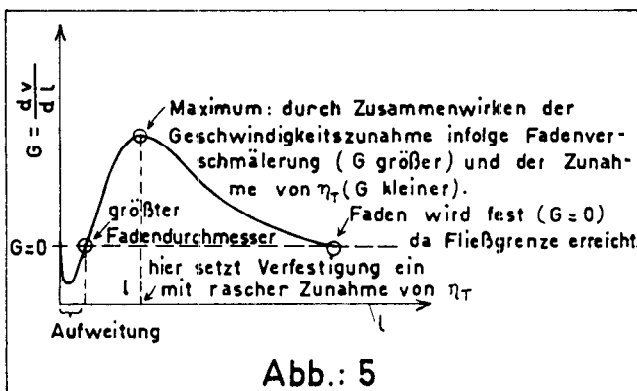 G = dv/dl
Maximum: durch Zusammenwirken der
Geschwindigkeitszunahme infolge Fadenver-
schmälerung (G größer) und der Zunah-
me von η_T (G kleiner).
größter
Fadendurchmesser
Faden wird fest (G=0)
da Fließgrenze erreicht
G=0
hier setzt Verfestigung ein
l mit rascher Zunahme von η_T
l
Aufweitung
Abb.: 5